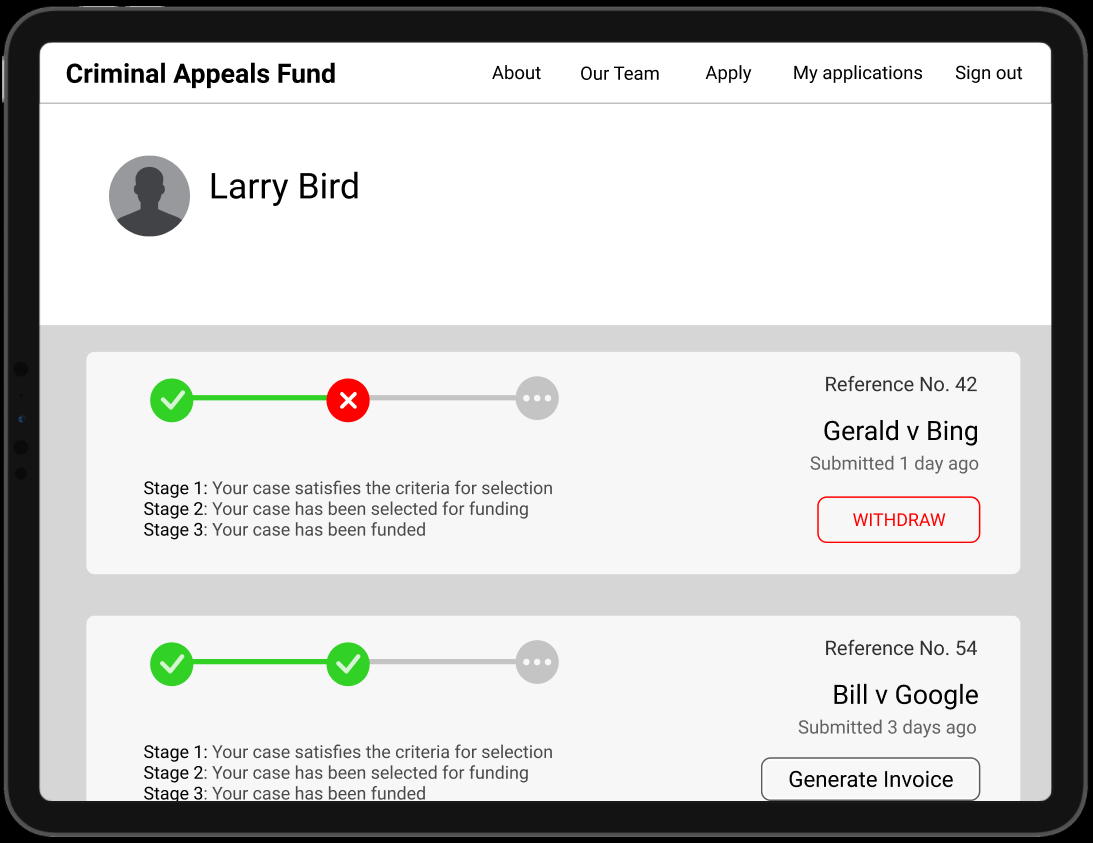 Criminal Appeals Fund About Our Team Apply My applications Sign out
Larry Bird
Reference No. 42
Gerald v Bing
Submitted 1 day ago
Stage 1: Your case satisfies the criteria for selection
Stage 2: Your case has been selected for funding
Stage 3: Your case has been funded
WITHDRAW
Reference No. 54
Bill v Google
Submitted 3 days ago
Stage 1: Your case satisfies the criteria for selection
Stage 2: Your case has been selected for funding
Stage 3: Your case has been funded
Generate Invoice